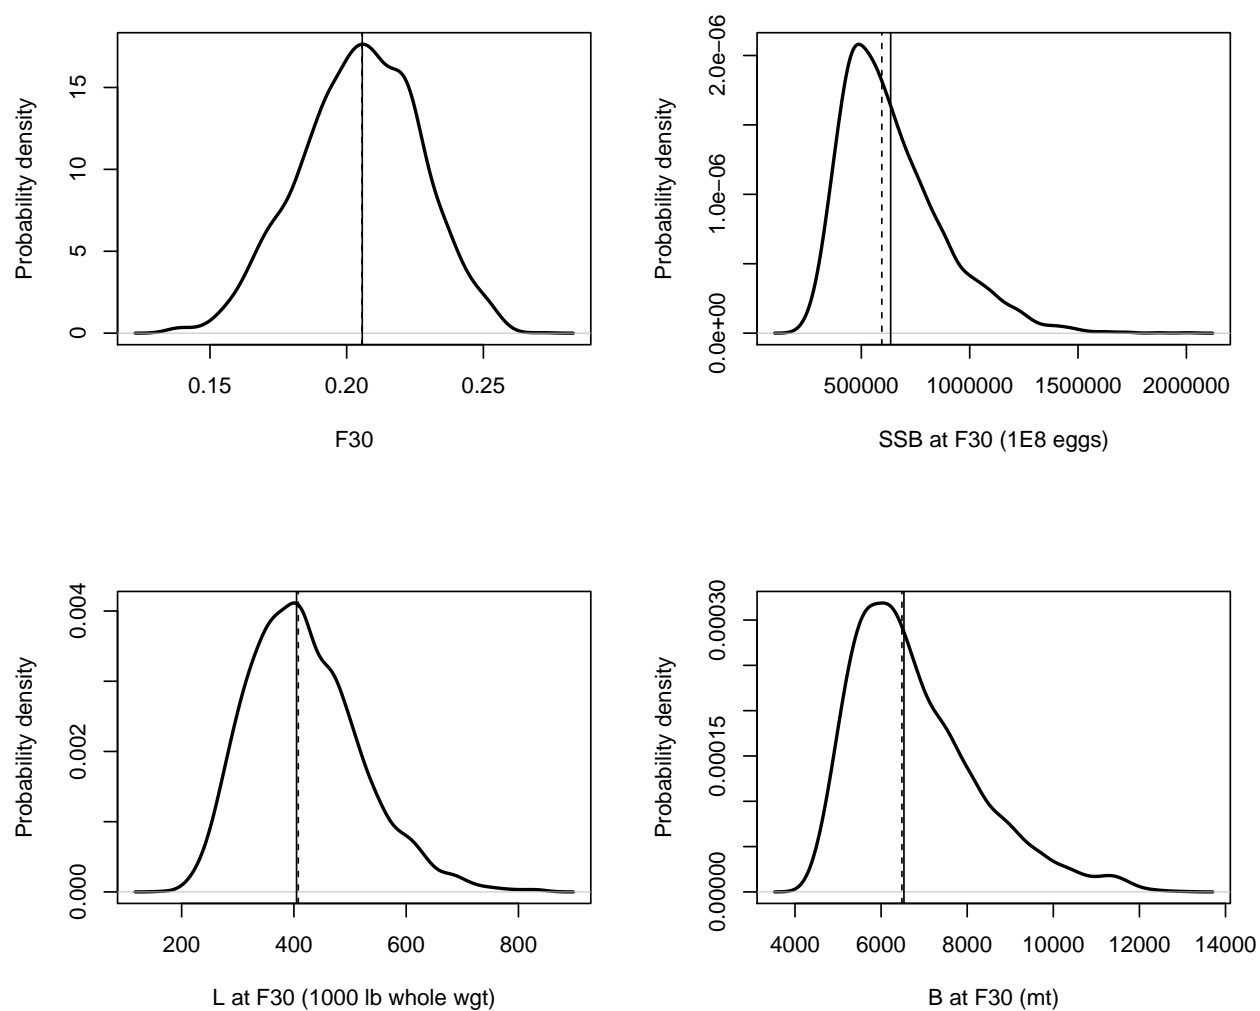 Probability density
0
5
10
15
0.15
0.20
0.25
F30
Probability density
0.0e+00
1.0e−06
2.0e−06
500000
1000000
1500000
2000000
SSB at F30 (1E8 eggs)
Probability density
0.000
0.002
0.004
200
400
600
800
L at F30 (1000 lb whole wgt)
Probability density
0.00000
0.00015
0.00030
4000
6000
8000
10000
12000
14000
B at F30 (mt)